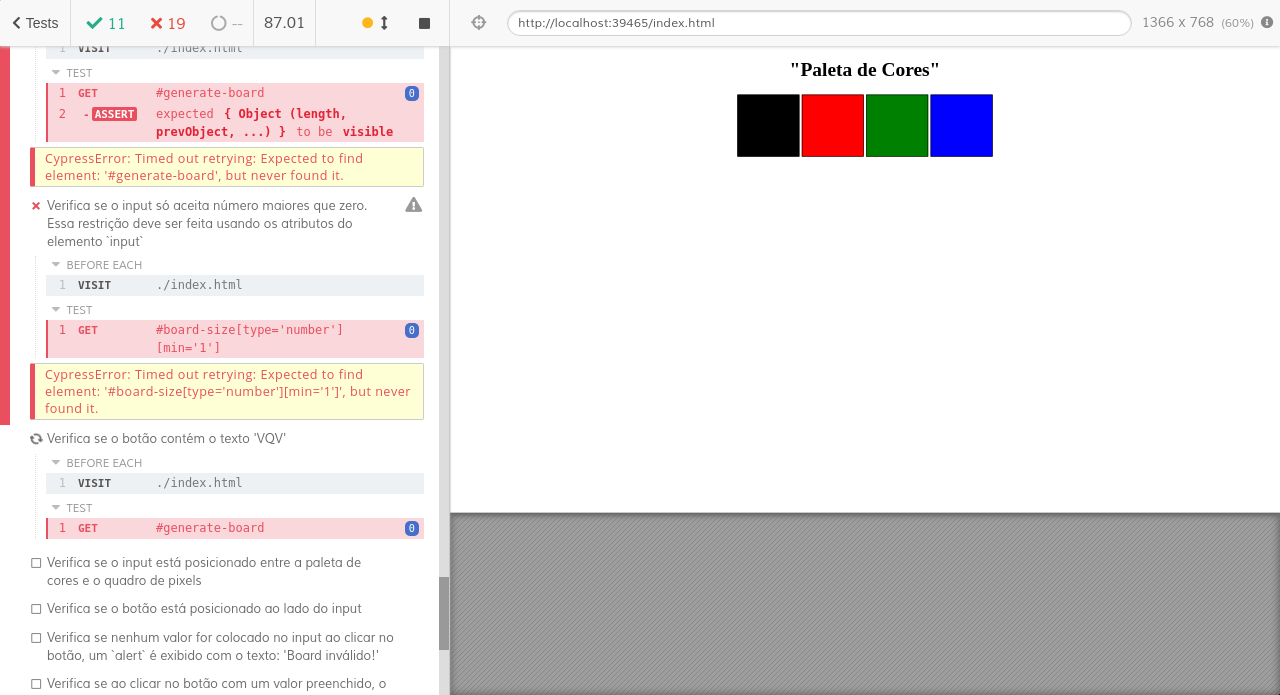 Tests 11 19 -- 87.01
http://localhost:39465/index.html 1366 x 768 (60%)
1 VISIT ./index.html
TEST
1 GET #generate-board 0
2 -ASSERT expected { Object (length,
prevObject, ...) } to be visible
CypressError: Timed out retrying: Expected to find
element: '#generate-board', but never found it.
Verifica se o input só aceita número maiores que zero.
Essa restrição deve ser feita usando os atributos do
elemento `input`
BEFORE EACH
1 VISIT ./index.html
TEST
1 GET #board-size[type='number'] 0
[min='1']
CypressError: Timed out retrying: Expected to find
element: '#board-size[type='number'][min='1']', but never
found it.
Verifica se o botão contém o texto 'VQV'
BEFORE EACH
1 VISIT ./index.html
TEST
1 GET #generate-board 0
Verifica se o input está posicionado entre a paleta de
cores e o quadro de pixels
Verifica se o botão está posicionado ao lado do input
Verifica se nenhum valor for colocado no input ao clicar no
botão, um `alert` é exibido com o texto: 'Board inválido!'
Verifica se ao clicar no botão com um valor preenchido, o
"Paleta de Cores"